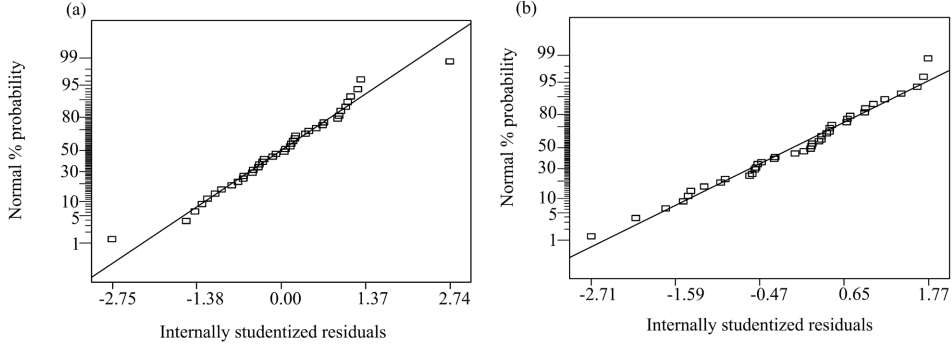 (a)
Normal % probability
99
95
80
50
30
10
5
1
-2.75 -1.38 0.00 1.37 2.74
Internally studentized residuals
(b)
Normal % probability
99
95
80
50
30
10
5
1
-2.71 -1.59 -0.47 0.65 1.77
Internally studentized residuals